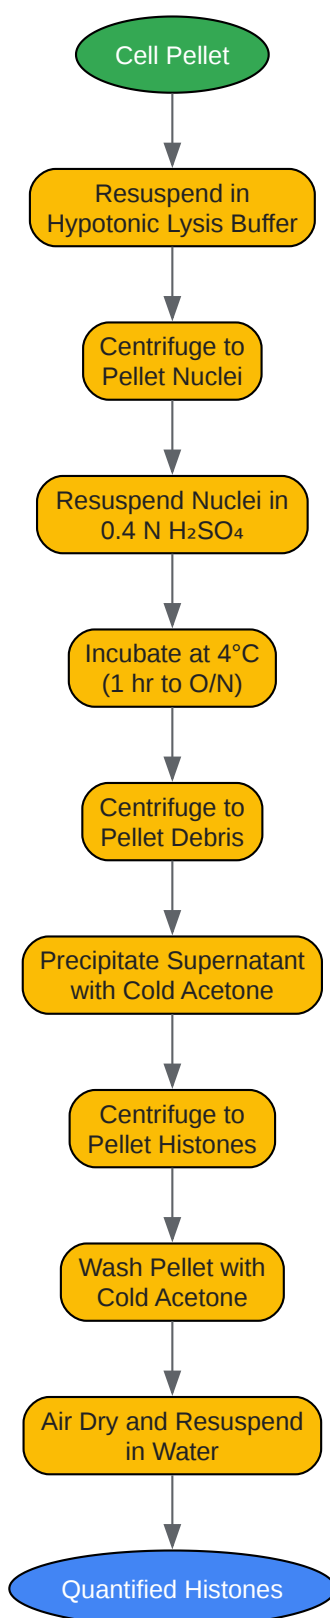 Cell Pellet
Resuspend in
Hypotonic Lysis Buffer
Centrifuge to
Pellet Nuclei
Resuspend Nuclei in
0.4 N H₂SO₄
Incubate at 4°C
(1 hr to O/N)
Centrifuge to
Pellet Debris
Precipitate Supernatant
with Cold Acetone
Centrifuge to
Pellet Histones
Wash Pellet with
Cold Acetone
Air Dry and Resuspend
in Water
Quantified Histones